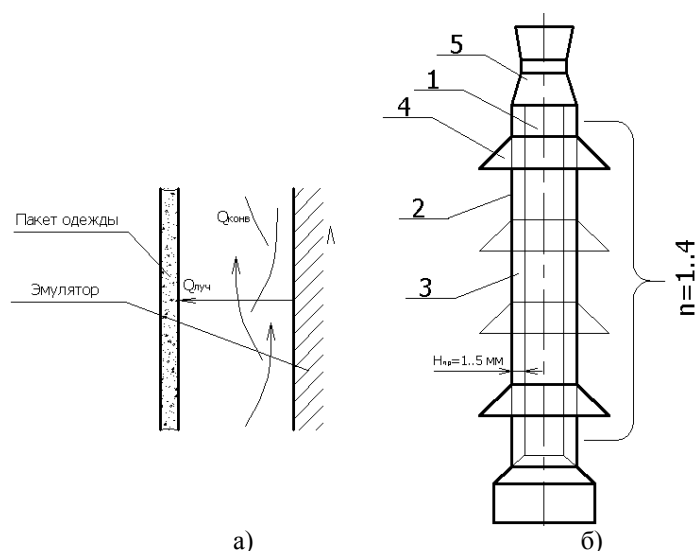 Пакет одежды
Эмулятор
Qконв
Qлуч
5
1
4
2
3
Hпр=1..5 мм
n=1..4
а)
б)